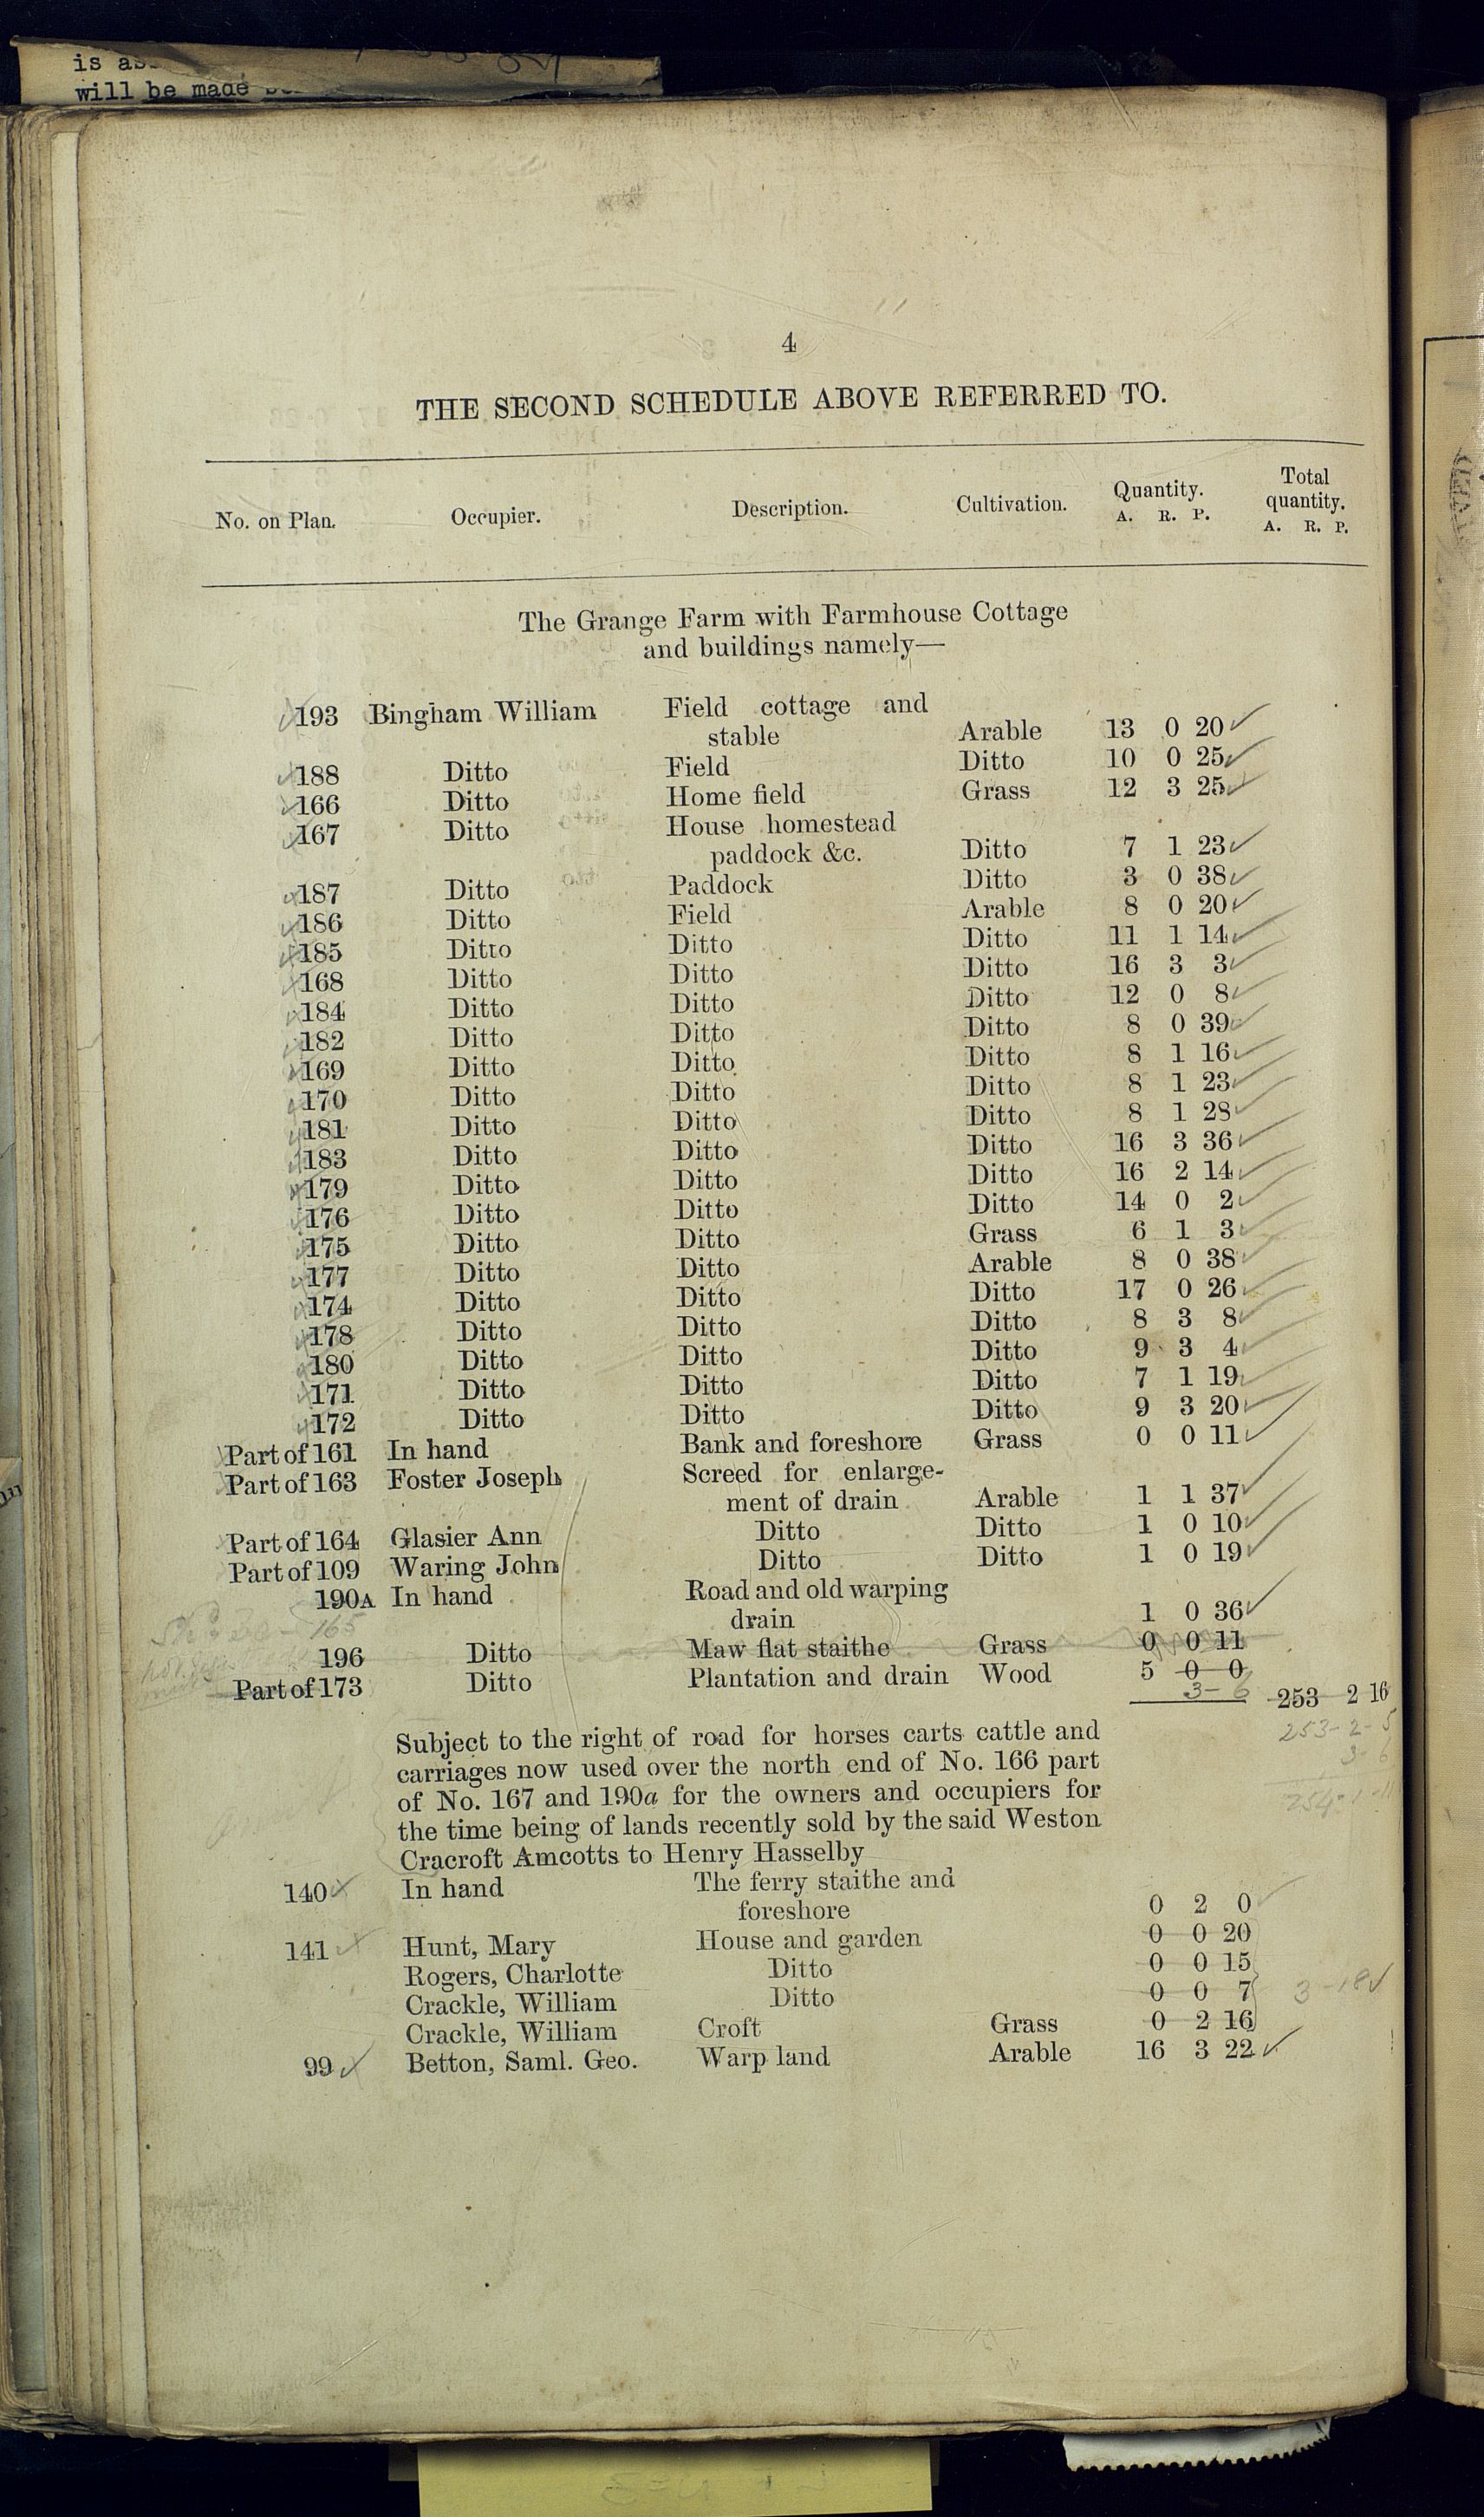 is as
will be made
4
THE SECOND SCHEDULE ABOVE REFERRED TO.
No. on Plan. Occupier. Description. Cultivation. Quantity. A. R. P. Total quantity. A. R. P.
The Grange Farm with Farmhouse Cottage
and buildings namely—
193 Bingham William Field cottage and
stable Arable 13 0 20
188 Ditto Field Ditto 10 0 25
166 Ditto Home field Grass 12 3 25
167 Ditto House homestead
paddock &c. Ditto 7 1 23
187 Ditto Paddock Ditto 3 0 38
186 Ditto Field Arable 8 0 20
185 Ditto Ditto Ditto 11 1 14
168 Ditto Ditto Ditto 16 3 3
184 Ditto Ditto Ditto 12 0 8
182 Ditto Ditto Ditto 8 0 39
169 Ditto Ditto Ditto 8 1 16
170 Ditto Ditto Ditto 8 1 23
181 Ditto Ditto Ditto 8 1 28
183 Ditto Ditto Ditto 16 3 36
179 Ditto Ditto Ditto 16 2 14
176 Ditto Ditto Ditto 14 0 2
175 Ditto Ditto Grass 6 1 3
177 Ditto Ditto Arable 8 0 38
174 Ditto Ditto Ditto 17 0 26
178 Ditto Ditto Ditto 8 3 8
180 Ditto Ditto Ditto 9 3 4
171 Ditto Ditto Ditto 7 1 19
172 Ditto Ditto Ditto 9 3 20
Part of 161 In hand Bank and foreshore Grass 0 0 11
Part of 163 Foster Joseph Screed for enlarge-
ment of drain Arable 1 1 37
Part of 164 Glasier Ann Ditto Ditto 1 0 10
Part of 109 Waring John Ditto Ditto 1 0 19
190A In hand Road and old warping
drain 1 0 36
165
196 Ditto Maw flat staithe Grass 0 0 11
Part of 173 Ditto Plantation and drain Wood 5 0 0
3-6 253 2 16
253-2-5
3-6
254-1-11
Subject to the right of road for horses carts cattle and
carriages now used over the north end of No. 166 part
of No. 167 and 190a for the owners and occupiers for
the time being of lands recently sold by the said Weston
Cracroft Amcotts to Henry Hasselby
140 In hand The ferry staithe and
foreshore 0 2 0
141 Hunt, Mary House and garden 0 0 20
Rogers, Charlotte Ditto 0 0 15
Crackle, William Ditto 0 0 7
3-18
Crackle, William Croft Grass 0 2 16
99 Betton, Saml. Geo. Warp land Arable 16 3 22